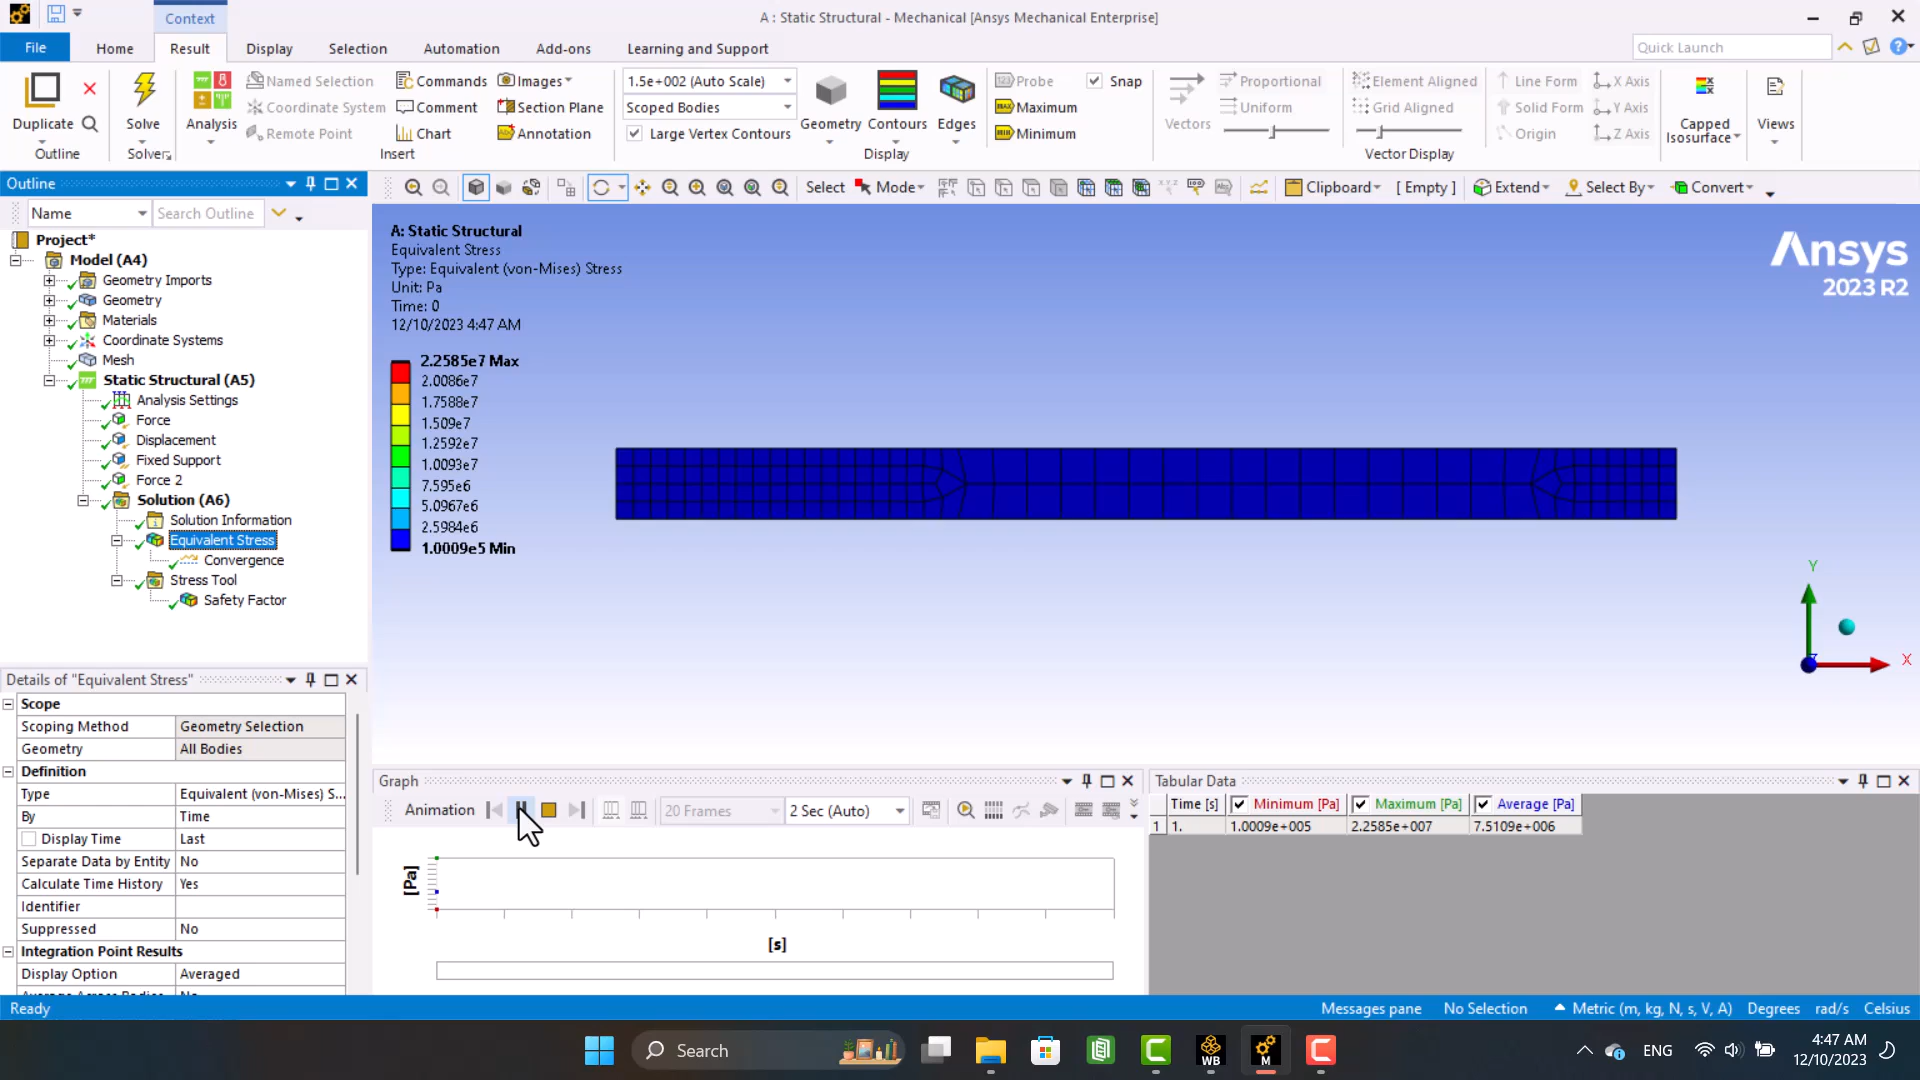 Context
A : Static Structural - Mechanical [Ansys Mechanical Enterprise]
File
Home
Result
Display
Selection
Automation
Add-ons
Learning and Support
Quick Launch
Duplicate
Outline
Solve
Solver
Analysis
Named Selection
Coordinate System
Remote Point
Commands
Comment
Chart
Images
Section Plane
Annotation
Insert
1.5e+002 (Auto Scale)
Scoped Bodies
Large Vertex Contours
Geometry
Contours
Edges
Display
Probe
Maximum
Minimum
Snap
Vectors
Proportional
Uniform
Element Aligned
Grid Aligned
Line Form
Solid Form
Origin
X Axis
Y Axis
Z Axis
Vector Display
Capped
Isosurface
Views
Outline
Name
Search Outline
Select
Mode
Clipboard
[ Empty ]
Extend
Select By
Convert
Project*
Model (A4)
Geometry Imports
Geometry
Materials
Coordinate Systems
Mesh
Static Structural (A5)
Analysis Settings
Force
Displacement
Fixed Support
Force 2
Solution (A6)
Solution Information
Equivalent Stress
Convergence
Stress Tool
Safety Factor
A: Static Structural
Equivalent Stress
Type: Equivalent (von-Mises) Stress
Unit: Pa
Time: 0
12/10/2023 4:47 AM
2.2585e7 Max
2.0086e7
1.7588e7
1.509e7
1.2592e7
1.0093e7
7.595e6
5.0967e6
2.5984e6
1.0009e5 Min
Ansys
2023 R2
Y
X
Z
Details of "Equivalent Stress"
Scope
Scoping Method Geometry Selection
Geometry All Bodies
Definition
Type Equivalent (von-Mises) S...
By Time
Display Time Last
Separate Data by Entity No
Calculate Time History Yes
Identifier
Suppressed No
Integration Point Results
Display Option Averaged
Graph
Animation
20 Frames
2 Sec (Auto)
[Pa]
[s]
Tabular Data
Time [s] Minimum [Pa] Maximum [Pa] Average [Pa]
1 1. 1.0009e+005 2.2585e+007 7.5109e+006
Ready
Messages pane
No Selection
Metric (m, kg, N, s, V, A)
Degrees
rad/s
Celsius
Search
WB
M
ENG
4:47 AM
12/10/2023